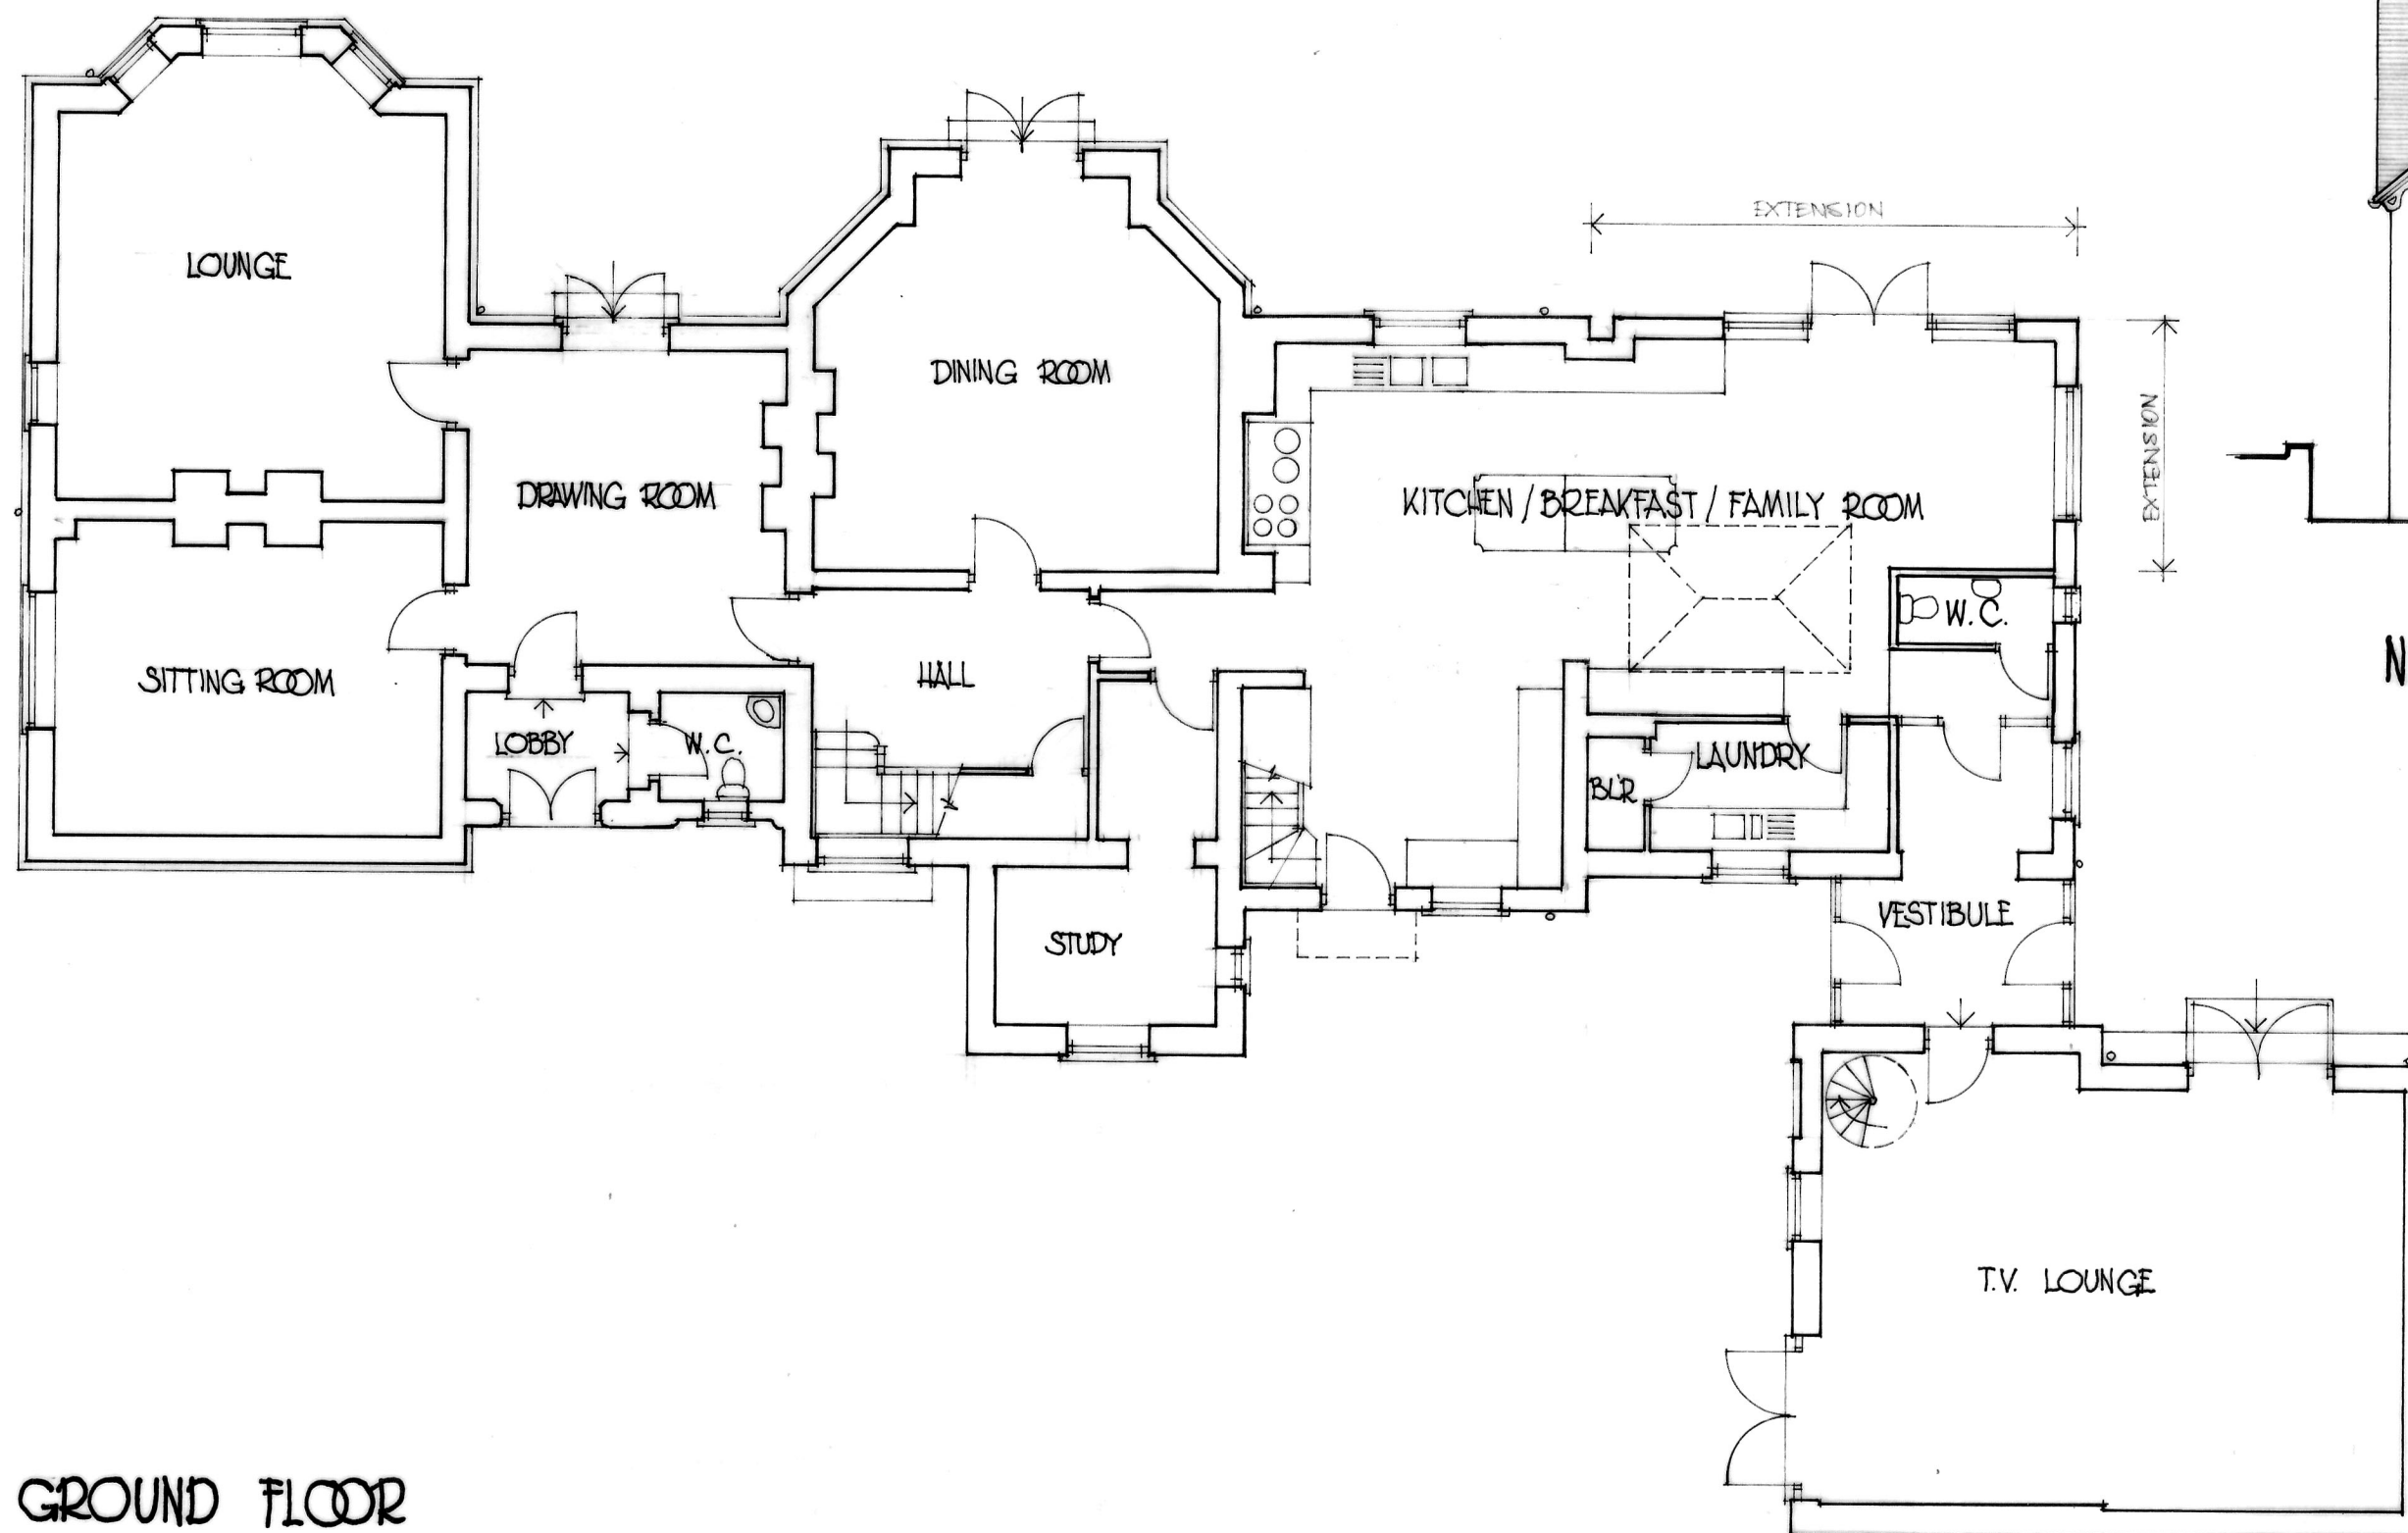 EXTENSION
LOUNGE
DINING ROOM
EXTENSION
DRAWING ROOM
KITCHEN / BREAKFAST / FAMILY ROOM
W.C.
SITTING ROOM
HALL
N
LOBBY
W.C.
LAUNDRY
BL'R
VESTIBULE
STUDY
T.V. LOUNGE
GROUND FLOOR